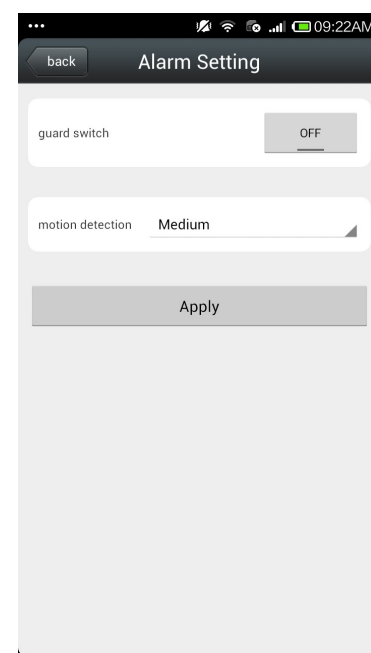 09:22AM
back
Alarm Setting
guard switch
OFF
motion detection
Medium
Apply